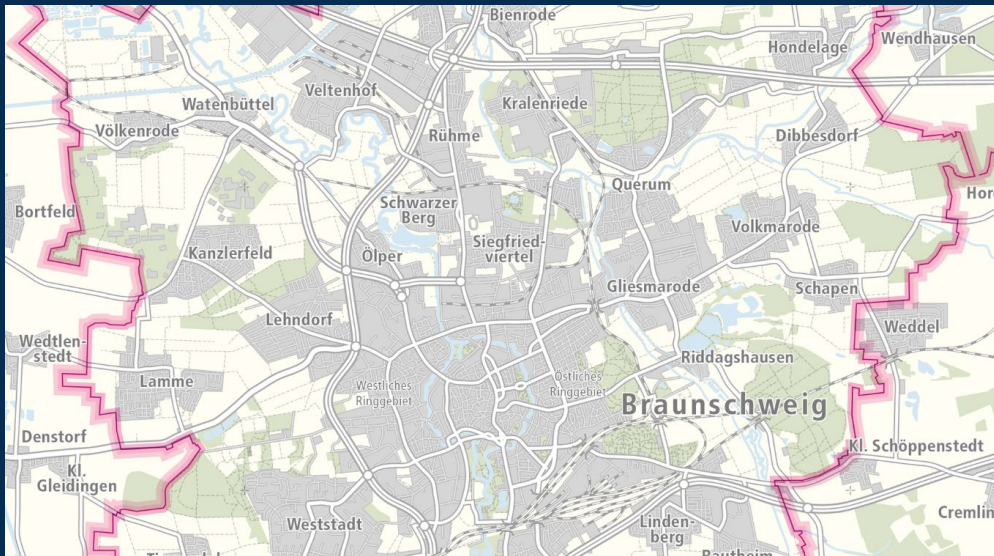 Bienrode
Hondelage
Wendhausen
Veltenhof
Watenbüttel
Kralenriede
Völkenrode
Rühme
Dibbesdorf
Querum
Bortfeld
Schwarzer
Berg
Volkmarode
Siegfried-
viertel
Kanzlerfeld
Ölper
Gliesmarode
Schapen
Lehndorf
Weddel
Wedtlen-
stedt
Riddagshausen
Lamme
Westliches
Ringgebiet
Östliches
Ringgebiet
Braunschweig
Denstorf
Kl. Schöppenstedt
Kl.
Gleidingen
Weststadt
Linden-
berg
Cremlin